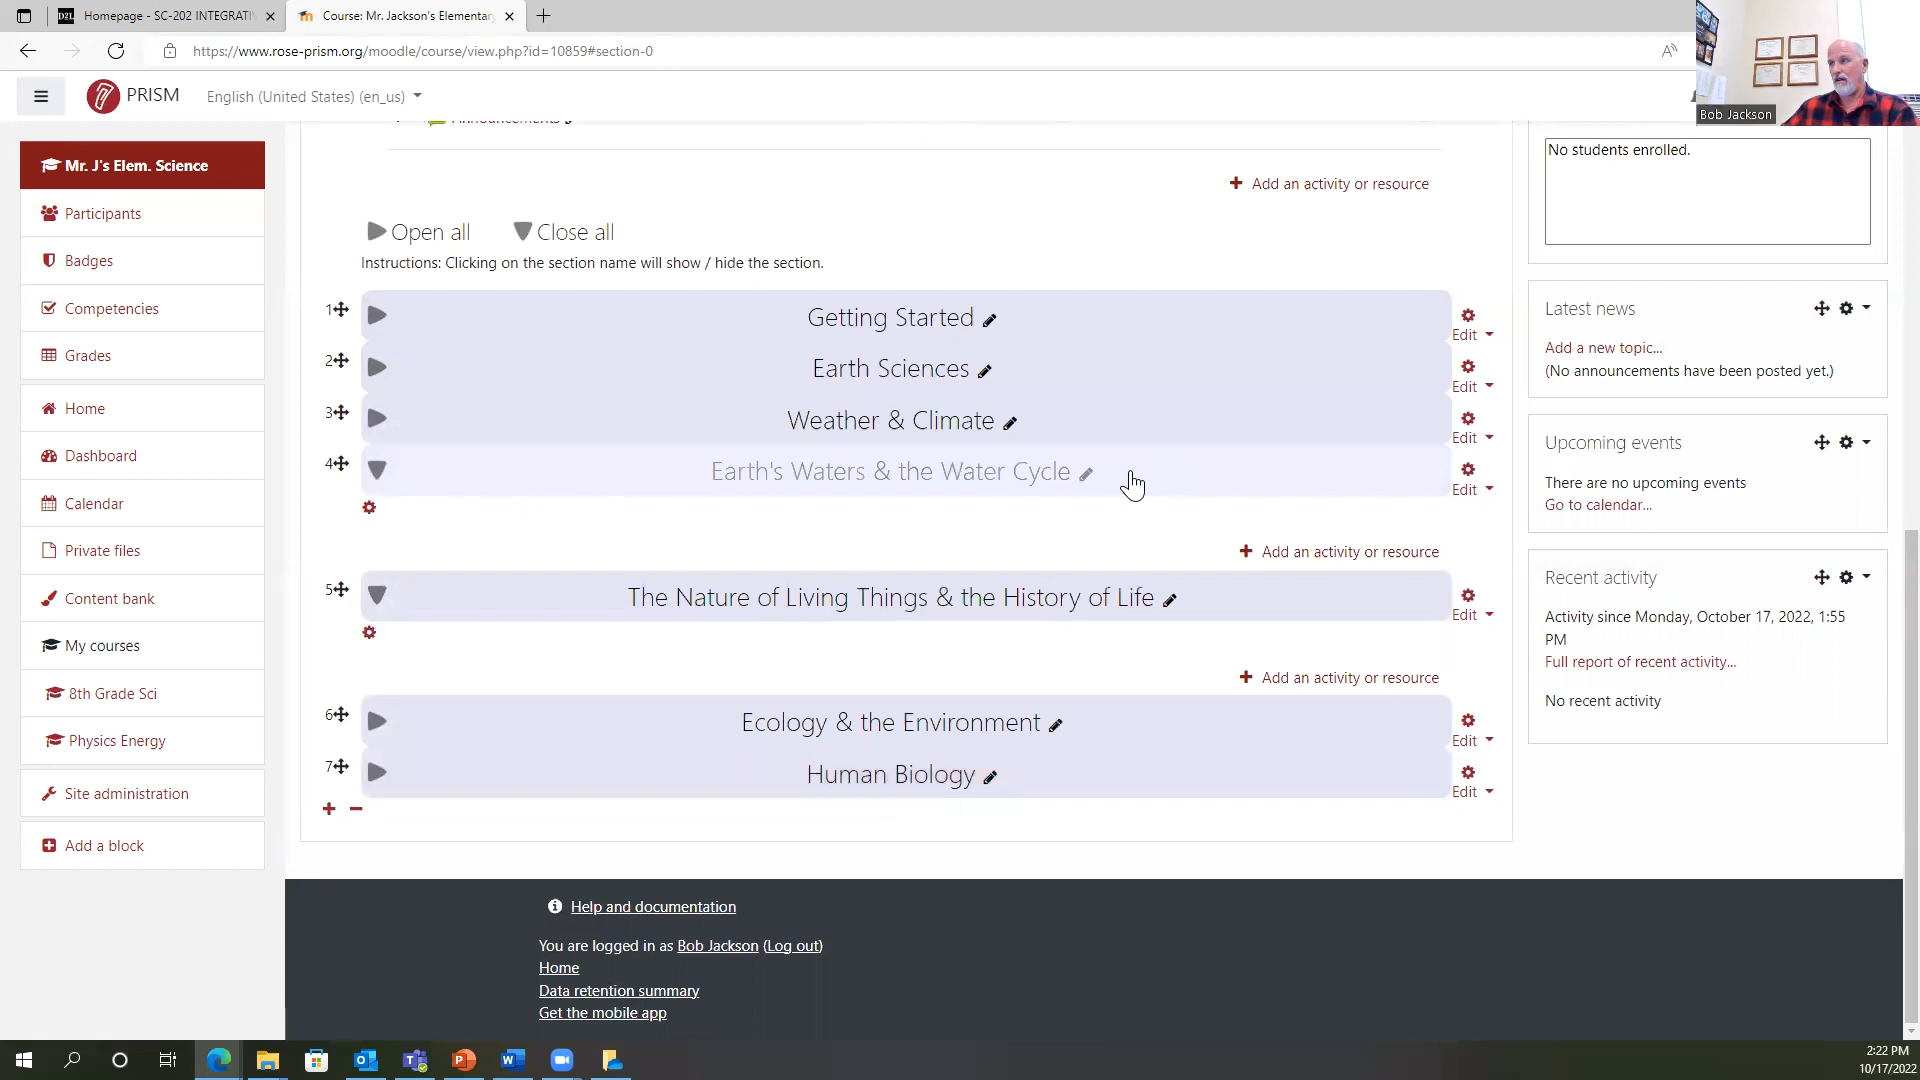 Homepage - SC-202 INTEGRATI
Course: Mr. Jackson's Elementary
https://www.rose-prism.org/moodle/course/view.php?id=10859#section-0
PRISM
English (United States) (en_us)
Bob Jackson
Mr. J's Elem. Science
Participants
Badges
Competencies
Grades
Home
Dashboard
Calendar
Private files
Content bank
My courses
8th Grade Sci
Physics Energy
Site administration
Add a block
Announcements
Add an activity or resource
Open all
Close all
Instructions: Clicking on the section name will show / hide the section.
1
Getting Started
Edit
2
Earth Sciences
Edit
3
Weather & Climate
Edit
4
Earth's Waters & the Water Cycle
Edit
Add an activity or resource
5
The Nature of Living Things & the History of Life
Edit
Add an activity or resource
6
Ecology & the Environment
Edit
7
Human Biology
Edit
No students enrolled.
Latest news
Add a new topic...
(No announcements have been posted yet.)
Upcoming events
There are no upcoming events
Go to calendar...
Recent activity
Activity since Monday, October 17, 2022, 1:55
PM
Full report of recent activity...
No recent activity
Help and documentation
You are logged in as Bob Jackson (Log out)
Home
Data retention summary
Get the mobile app
2:22 PM
10/17/2022